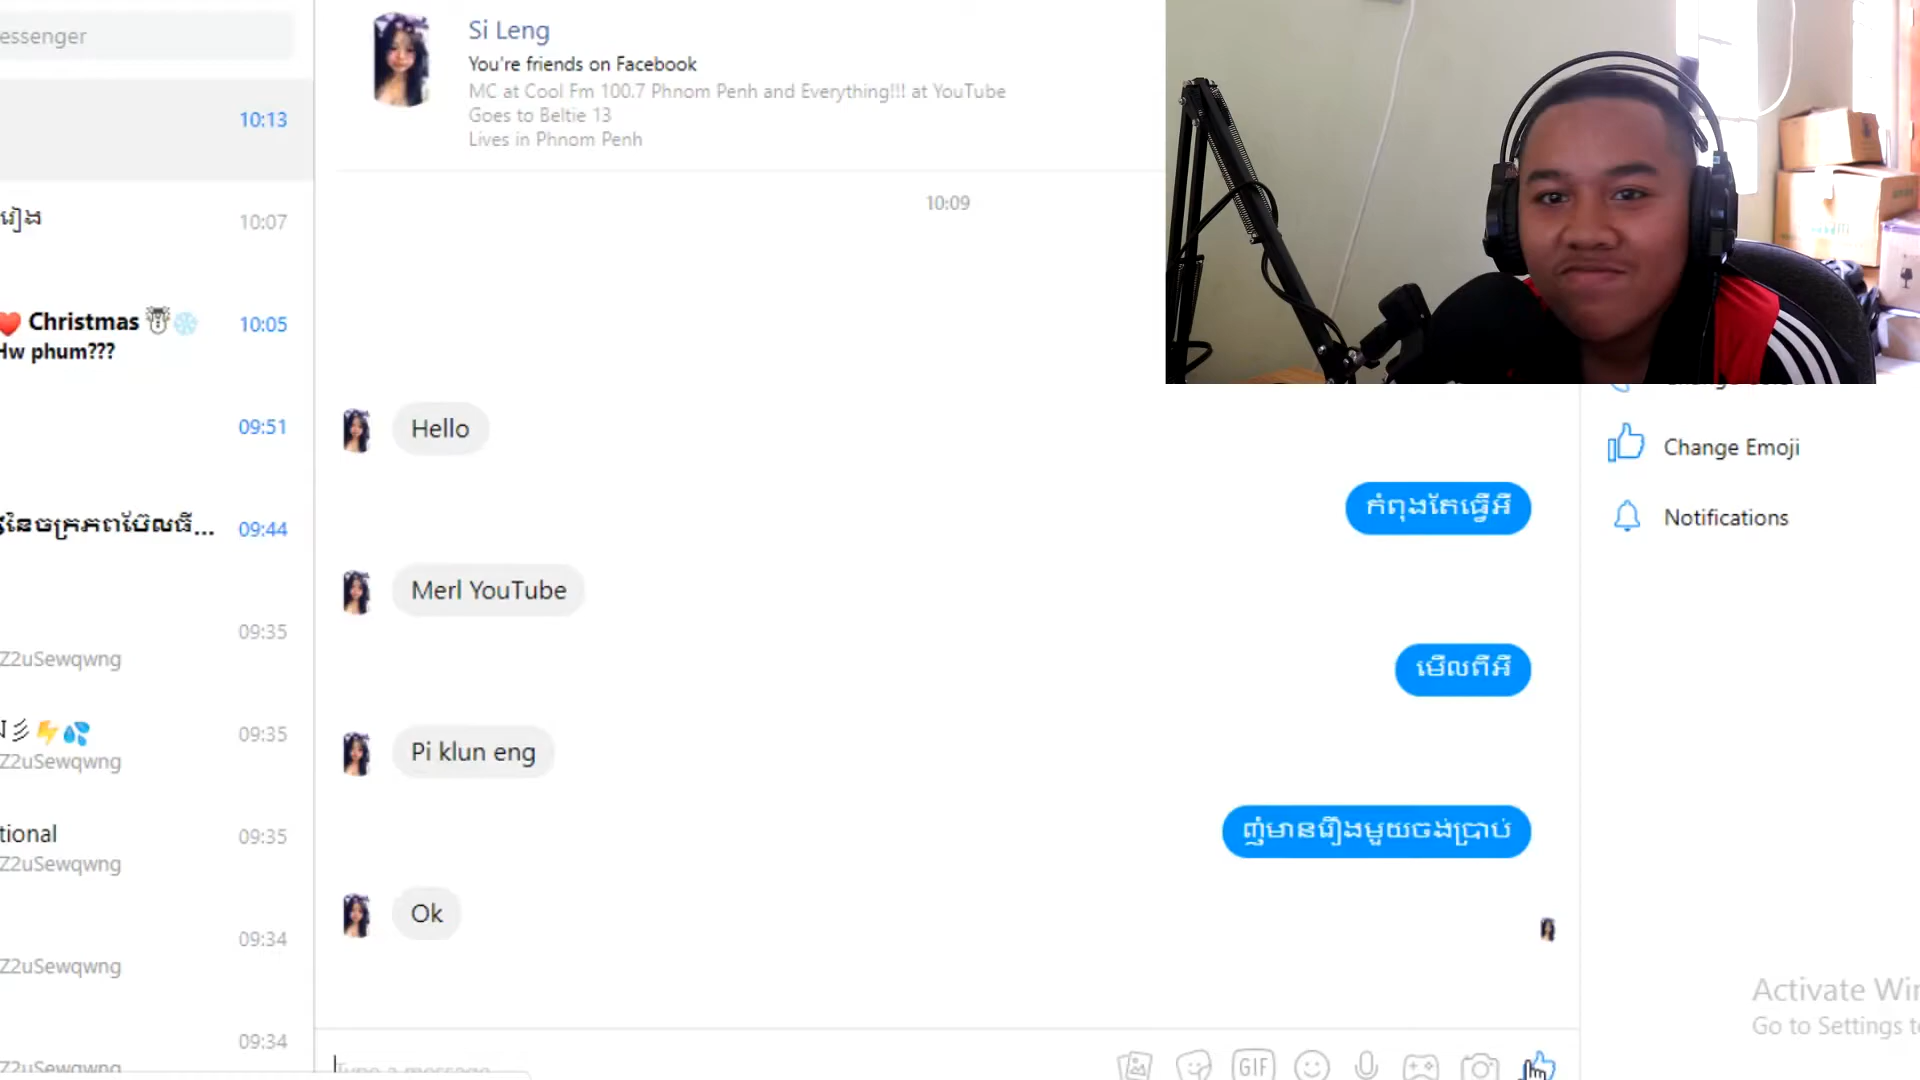 essenger
10:13
រៀង
10:07
Christmas
10:05
Hw phum???
09:51
នៃចក្រភពប៊ែលធី...
09:44
09:35
Z2uSewqwng
09:35
Z2uSewqwng
tional
09:35
Z2uSewqwng
09:34
Z2uSewqwng
09:34
Z2uSewqwng
Si Leng
You're friends on Facebook
MC at Cool Fm 100.7 Phnom Penh and Everything!!! at YouTube
Goes to Beltie 13
Lives in Phnom Penh
10:09
Hello
កំពុងតែធ្វើអី
Merl YouTube
មើលពីអី
Pi klun eng
ញុំមានរឿងមួយចង់ប្រាប់
Ok
Type a message...
GIF
Change Emoji
Notifications
Activate Win
Go to Settings to